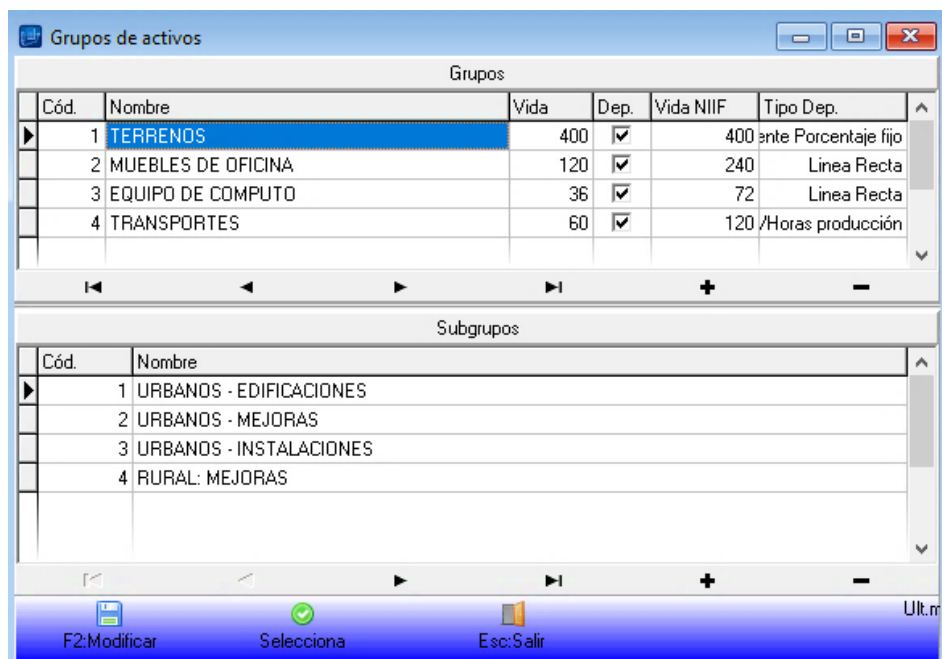 Grupos de activos
Grupos
Cód. Nombre Vida Dep. Vida NIIF Tipo Dep.
1 TERRENOS 400 400 ente Porcentaje fijo
2 MUEBLES DE OFICINA 120 240 Linea Recta
3 EQUIPO DE COMPUTO 36 72 Linea Recta
4 TRANSPORTES 60 120 /Horas producción
Subgrupos
Cód. Nombre
1 URBANOS - EDIFICACIONES
2 URBANOS - MEJORAS
3 URBANOS - INSTALACIONES
4 RURAL: MEJORAS
Ult.m
F2:Modificar Selecciona Esc:Salir